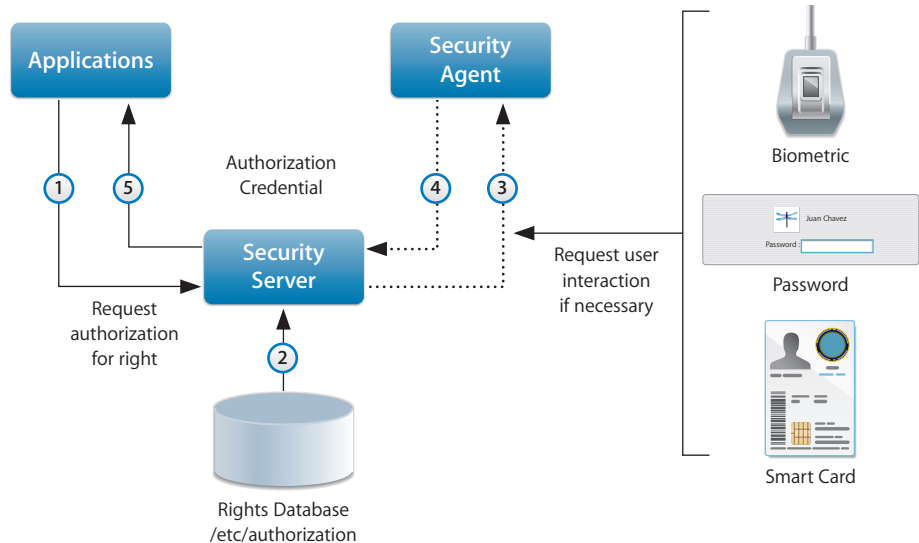 Applications
Security
Agent
Biometric
Authorization
Credential
1
5
4
3
Juan Chavez
Password :
Security
Server
Request user
interaction
if necessary
Password
Request
authorization
for right
2
Smart Card
Rights Database
/etc/authorization